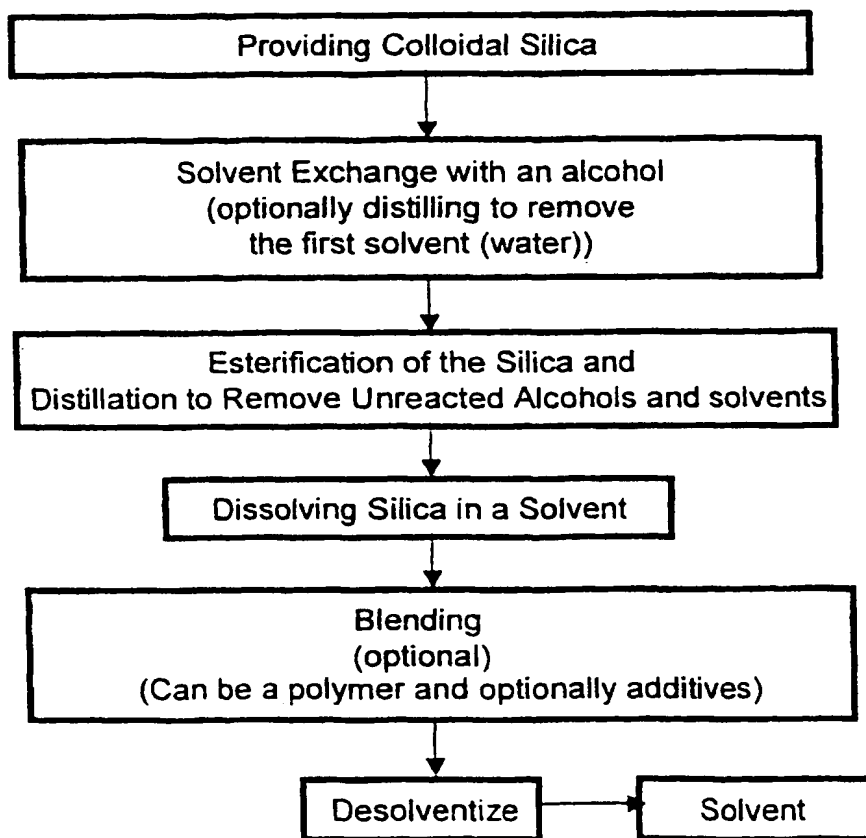 Providing Colloidal Silica
Solvent Exchange with an alcohol
(optionally distilling to remove
the first solvent (water))
Esterification of the Silica and
Distillation to Remove Unreacted Alcohols and solvents
Dissolving Silica in a Solvent
Blending
(optional)
(Can be a polymer and optionally additives)
Desolventize
Solvent